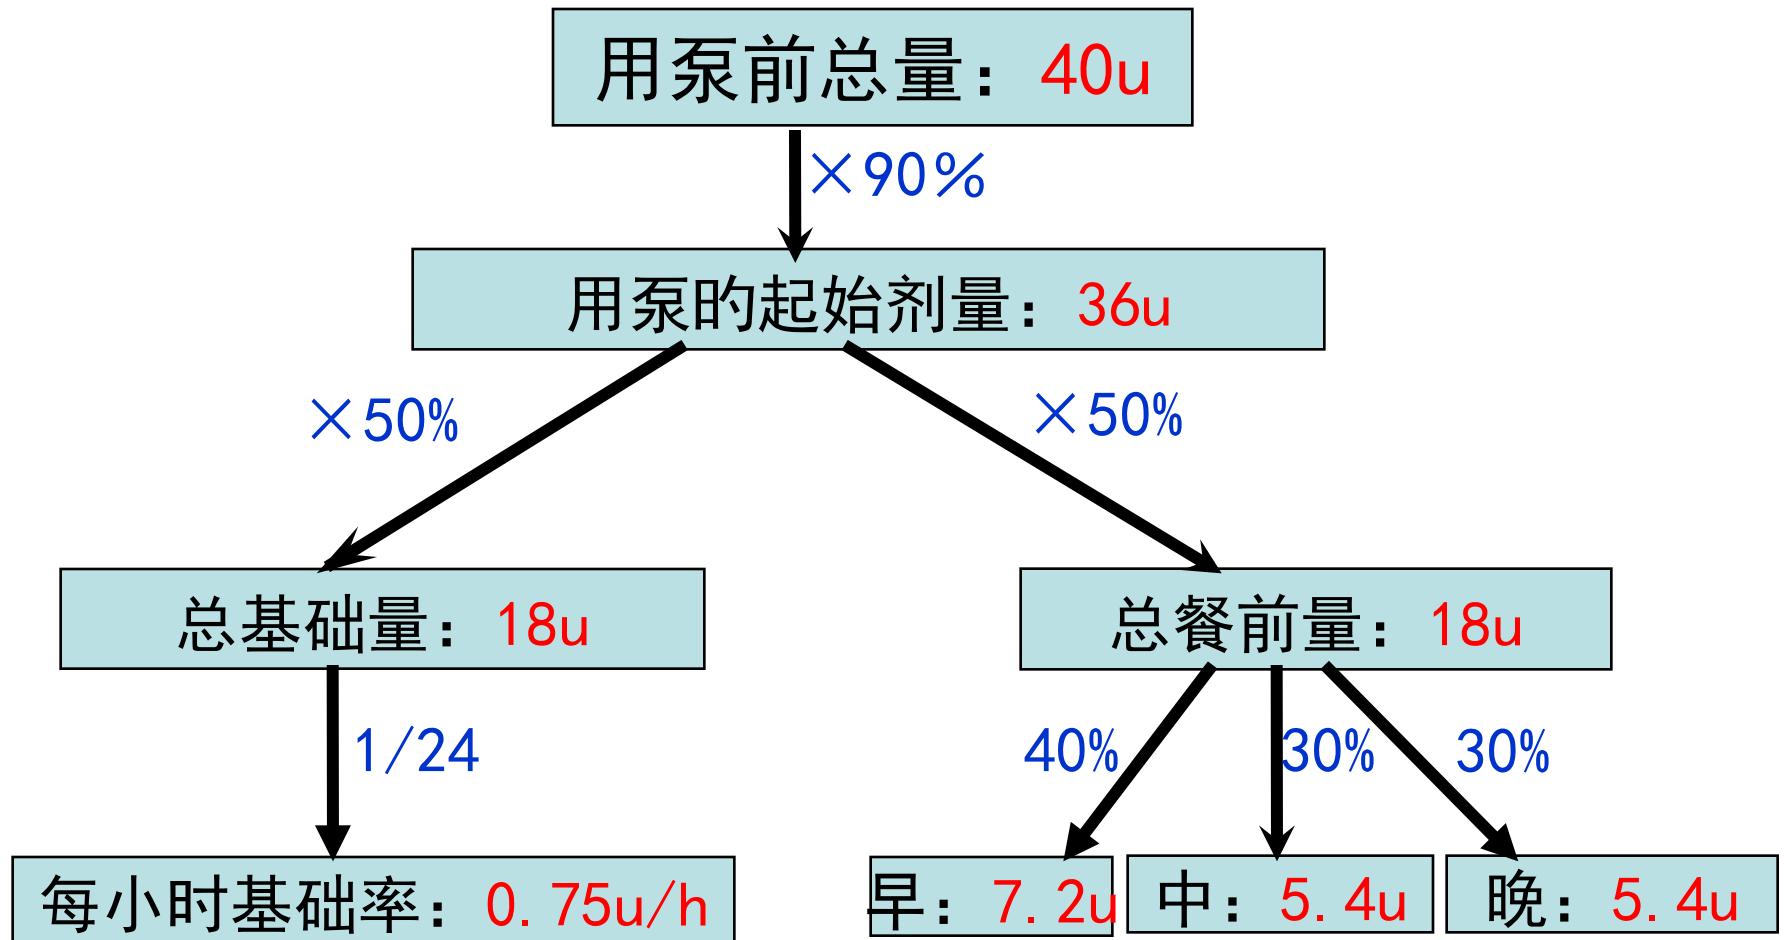 用泵前总量：40u
×90％
用泵旳起始剂量：36u
×50%
×50%
总基础量：18u
总餐前量：18u
1/24
40%
30%
30%
每小时基础率：0.75u/h
早：7.2u
中：5.4u
晚：5.4u